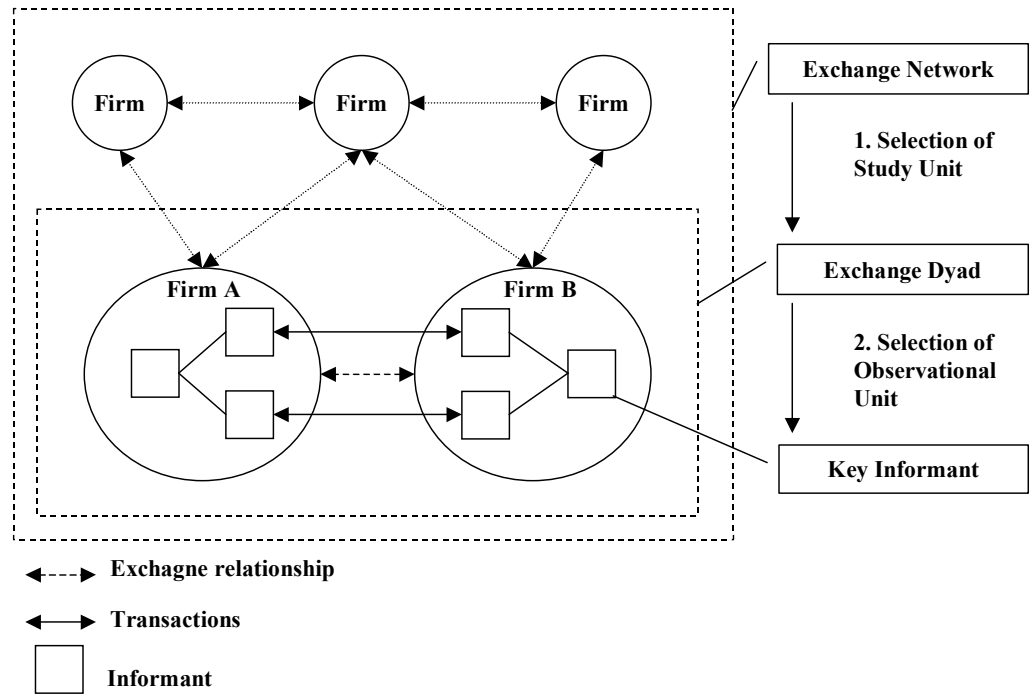 Exchange Network
Firm
Firm
Firm
1. Selection of
Study Unit
Exchange Dyad
Firm A
Firm B
2. Selection of
Observational
Unit
Key Informant
Exchagne relationship
Transactions
Informant